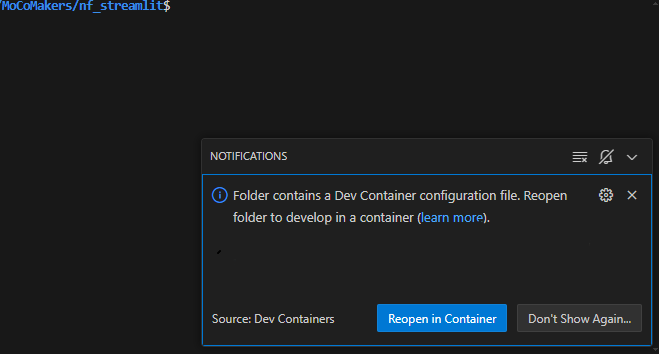 /MoCoMakers/nf_streamlit$
NOTIFICATIONS
Folder contains a Dev Container configuration file. Reopen
folder to develop in a container (learn more).
Source: Dev Containers
Reopen in Container
Don't Show Again...